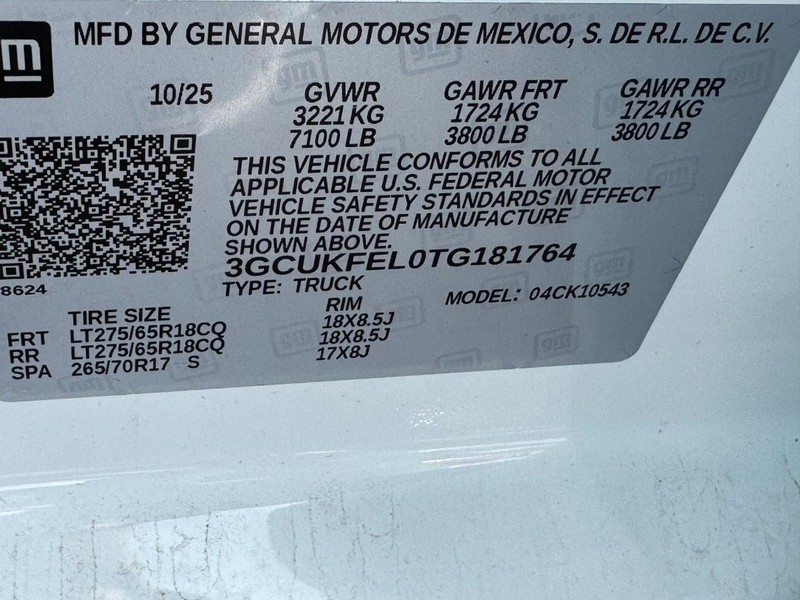 gm MFD BY GENERAL MOTORS DE MEXICO, S. DE R.L. DE C.V.
10/25 GVWR GAWR FRT GAWR RR
3221 KG 1724 KG 1724 KG
7100 LB 3800 LB 3800 LB
THIS VEHICLE CONFORMS TO ALL
APPLICABLE U.S. FEDERAL MOTOR
VEHICLE SAFETY STANDARDS IN EFFECT
ON THE DATE OF MANUFACTURE
SHOWN ABOVE.
3GCUKFEL0TG181764
8624 TYPE: TRUCK MODEL: 04CK10543
TIRE SIZE RIM
FRT LT275/65R18CQ 18X8.5J
RR LT275/65R18CQ 18X8.5J
SPA 265/70R17 S 17X8J